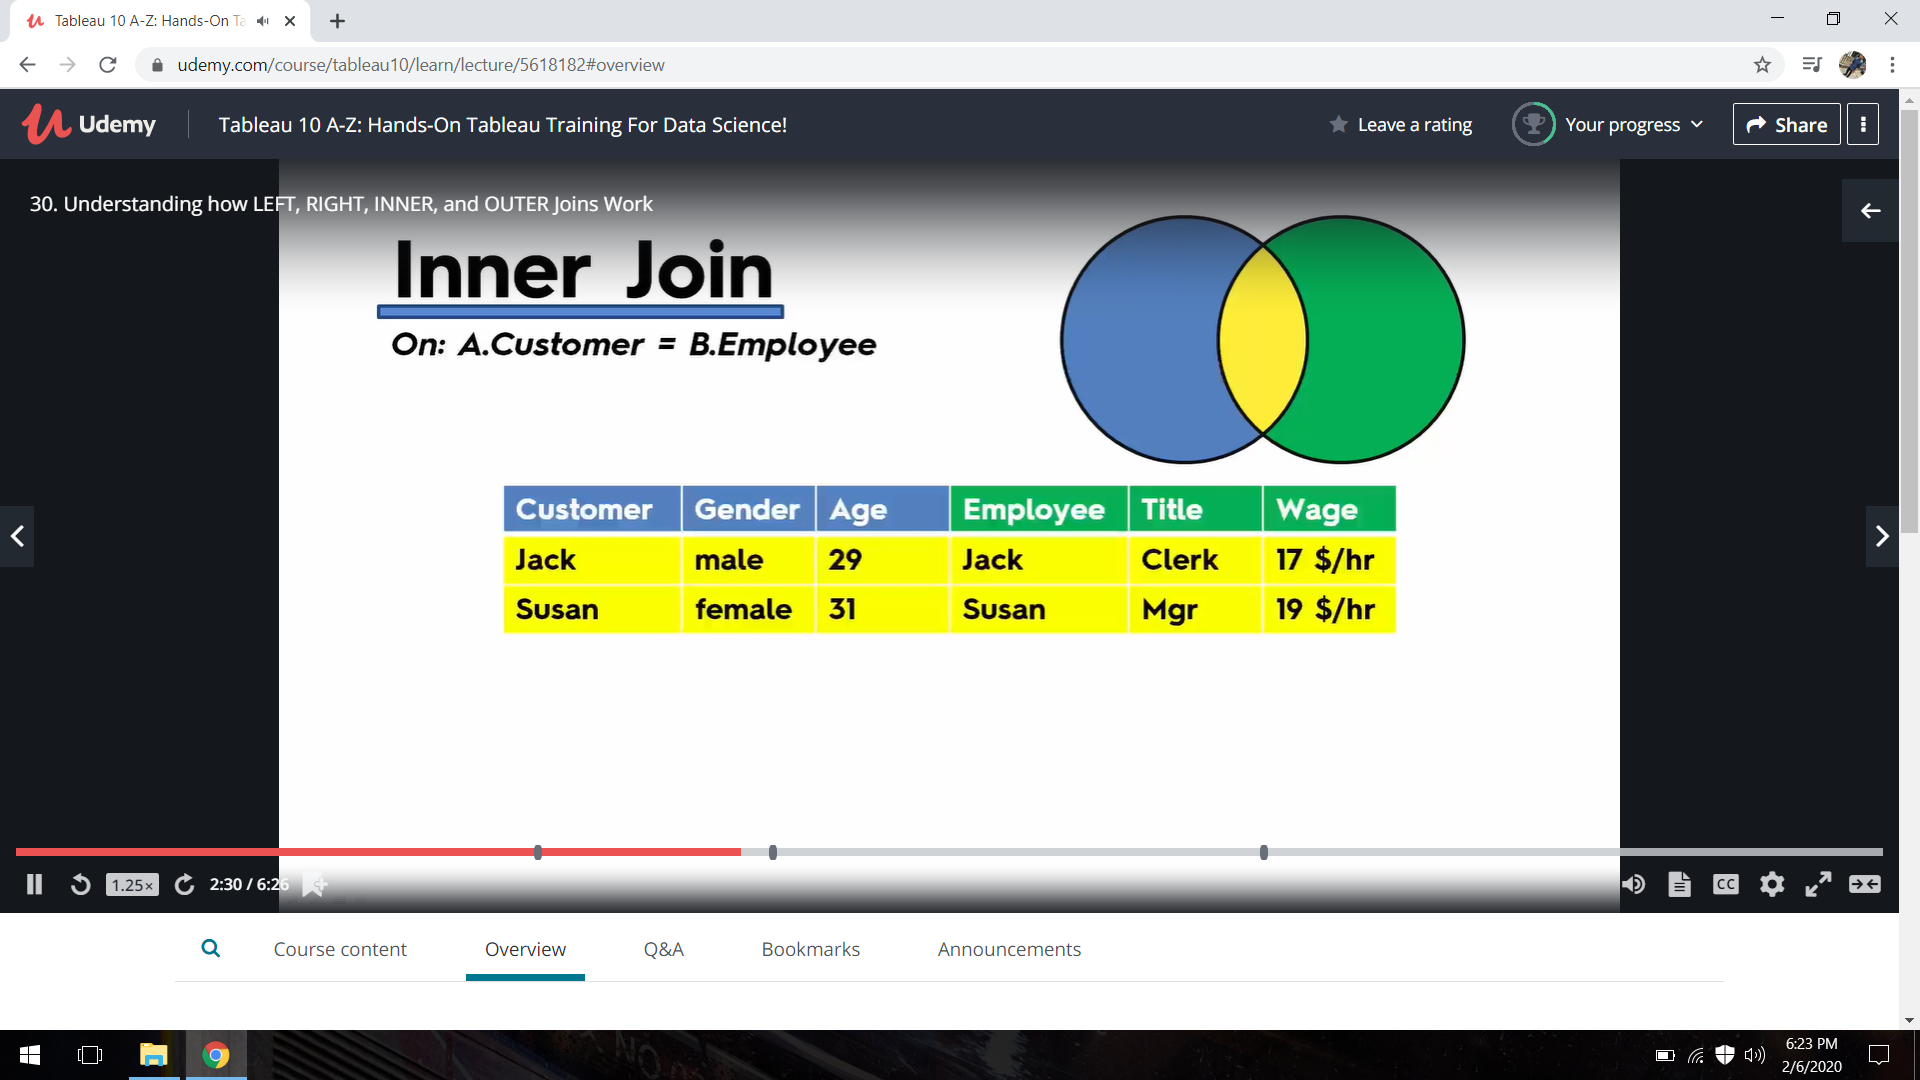 Tableau 10 A-Z: Hands-On Ta
udemy.com/course/tableau10/learn/lecture/5618182#overview
Udemy
Tableau 10 A-Z: Hands-On Tableau Training For Data Science!
Leave a rating
Your progress
Share
30. Understanding how LEFT, RIGHT, INNER, and OUTER Joins Work
Inner Join
On: A.Customer = B.Employee
Customer Gender Age Employee Title Wage
Jack male 29 Jack Clerk 17 $/hr
Susan female 31 Susan Mgr 19 $/hr
1.25× 2:30 / 6:26 CC
Course content Overview Q&A Bookmarks Announcements
6:23 PM
2/6/2020